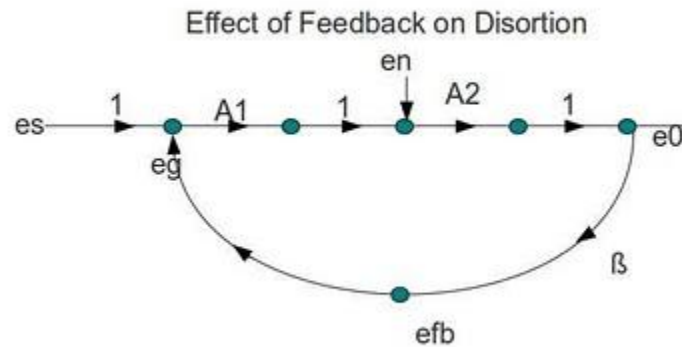 Effect of Feedback on Disortion
en
1 A1 1 A2 1
es e0
eg
ß
efb